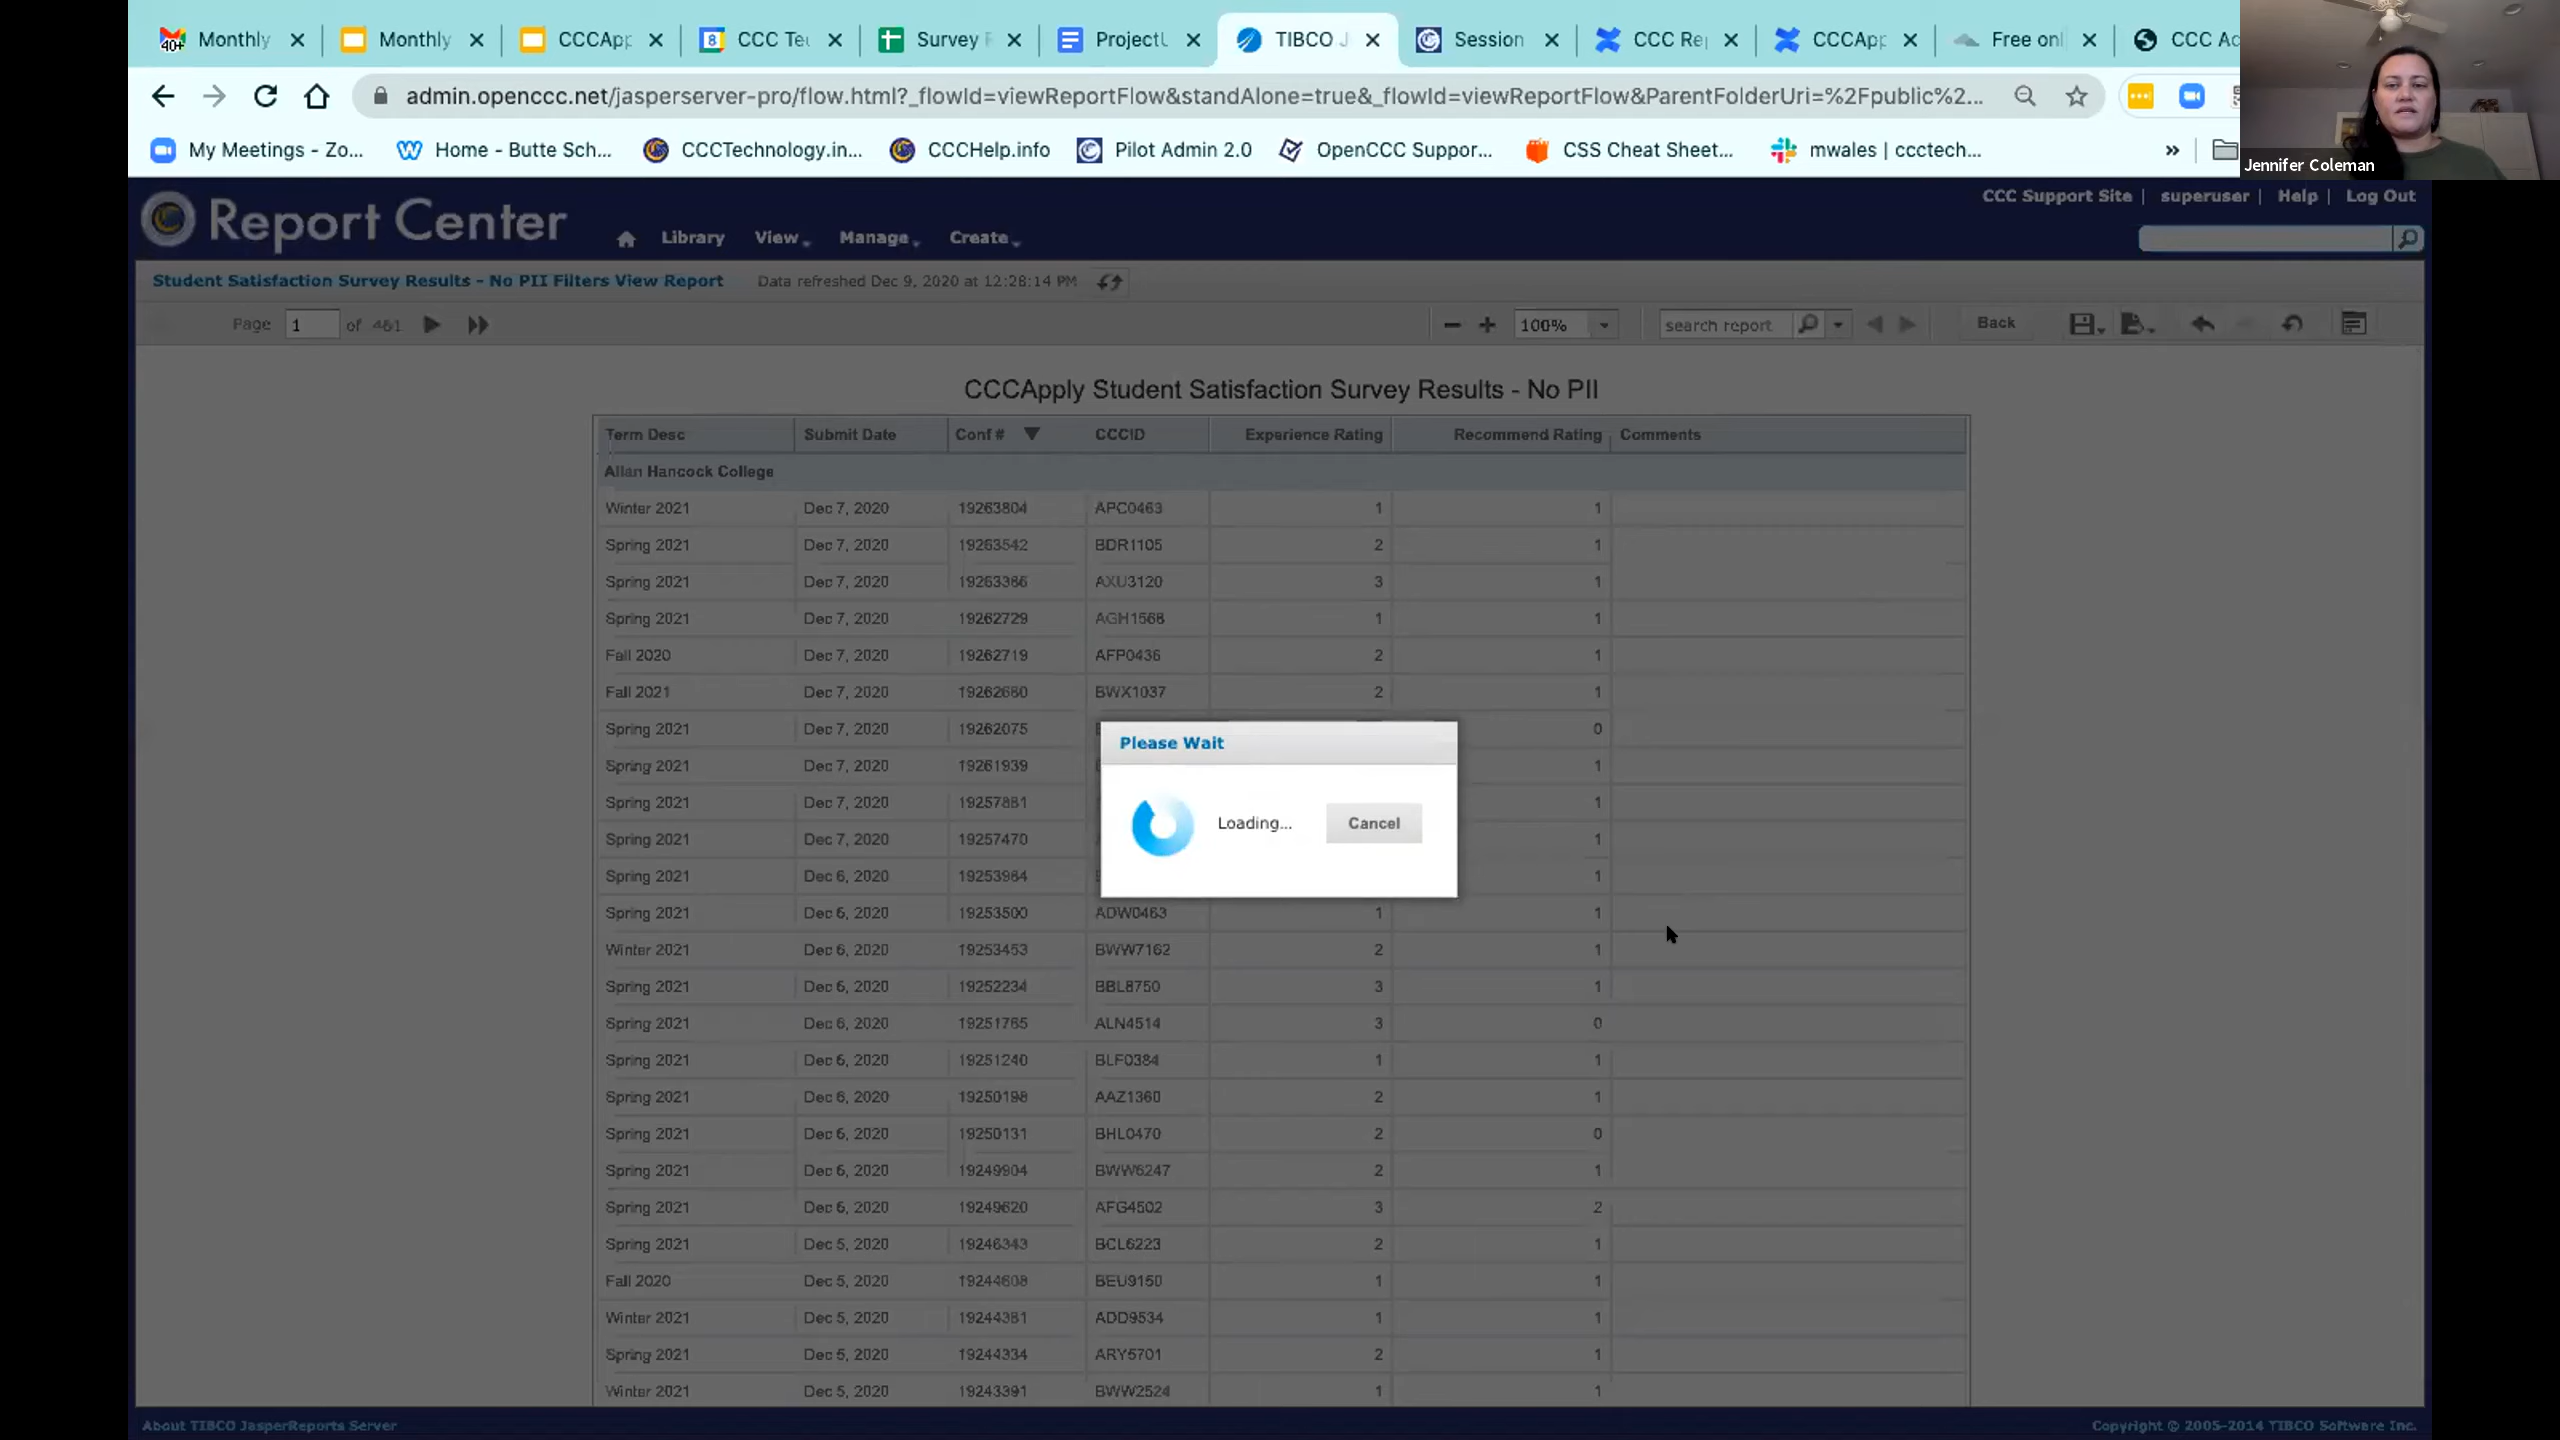 40+ Monthly Monthly CCCApp 8 CCC Te Survey ProjectU TIBCO J Session CCC Re CCCApp Free onl CCC Ac
admin.openccc.net/jasperserver-pro/flow.html?_flowId=viewReportFlow&standAlone=true&_flowId=viewReportFlow&ParentFolderUri=%2Fpublic%2...
My Meetings - Zo... Home - Butte Sch... CCCTechnology.in... CCCHelp.info Pilot Admin 2.0 OpenCCC Suppor... CSS Cheat Sheet... mwales | ccctech... »
Jennifer Coleman
CCC Support Site | superuser | Help | Log Out
Report Center Library View Manage Create
Student Satisfaction Survey Results - No PII Filters View Report Data refreshed Dec 9, 2020 at 12:28:14 PM
Page 1 of 461 100% search report Back
CCCApply Student Satisfaction Survey Results - No PII
Term Desc Submit Date Conf # CCCID Experience Rating Recommend Rating Comments
Allan Hancock College
Winter 2021 Dec 7, 2020 19263804 APC0463 1 1
Spring 2021 Dec 7, 2020 19263542 BDR1105 2 1
Spring 2021 Dec 7, 2020 19263386 AXU3120 3 1
Spring 2021 Dec 7, 2020 19262729 AGH1568 1 1
Fall 2020 Dec 7, 2020 19262719 AFP0436 2 1
Fall 2021 Dec 7, 2020 19262680 BWX1037 2 1
Spring 2021 Dec 7, 2020 19262075 0
Spring 2021 Dec 7, 2020 19261939 1
Spring 2021 Dec 7, 2020 19257881 1
Spring 2021 Dec 7, 2020 19257470 1
Spring 2021 Dec 6, 2020 19253984 1
Please Wait
Loading... Cancel
Spring 2021 Dec 6, 2020 19253500 ADW0463 1 1
Winter 2021 Dec 6, 2020 19253453 BWW7162 2 1
Spring 2021 Dec 6, 2020 19252234 BBL8750 3 1
Spring 2021 Dec 6, 2020 19251765 ALN4514 3 0
Spring 2021 Dec 6, 2020 19251240 BLF0384 1 1
Spring 2021 Dec 6, 2020 19250198 AAZ1360 2 1
Spring 2021 Dec 6, 2020 19250131 BHL0470 2 0
Spring 2021 Dec 6, 2020 19249904 BWW6247 2 1
Spring 2021 Dec 6, 2020 19249620 AFG4502 3 2
Spring 2021 Dec 5, 2020 19246343 BCL6223 2 1
Fall 2020 Dec 5, 2020 19244608 BEU9150 1 1
Winter 2021 Dec 5, 2020 19244381 ADD9534 1 1
Spring 2021 Dec 5, 2020 19244334 ARY5701 2 1
Winter 2021 Dec 5, 2020 19243391 BWW2524 1 1
About TIBCO JasperReports Server Copyright © 2005-2014 TIBCO Software Inc.